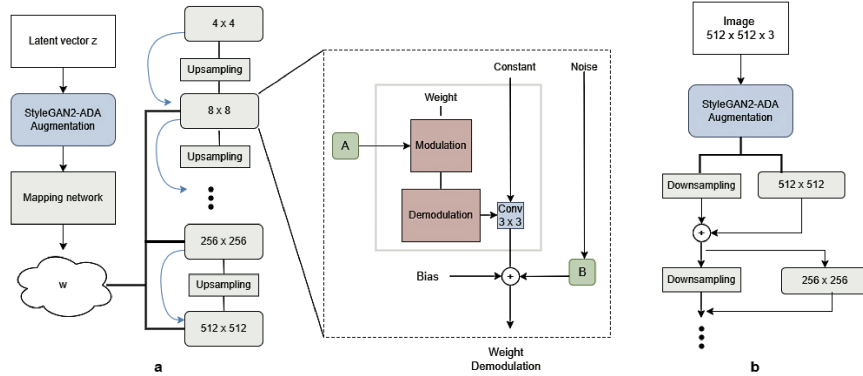 Latent vector z
StyleGAN2-ADA
Augmentation
Mapping network
w
4 x 4
Upsampling
8 x 8
Upsampling
256 x 256
Upsampling
512 x 512
a
Constant
Noise
Weight
A
Modulation
Demodulation
Conv
3 x 3
Bias
+
B
Weight
Demodulation
Image
512 x 512 x 3
StyleGAN2-ADA
Augmentation
Downsampling
512 x 512
+
Downsampling
256 x 256
b